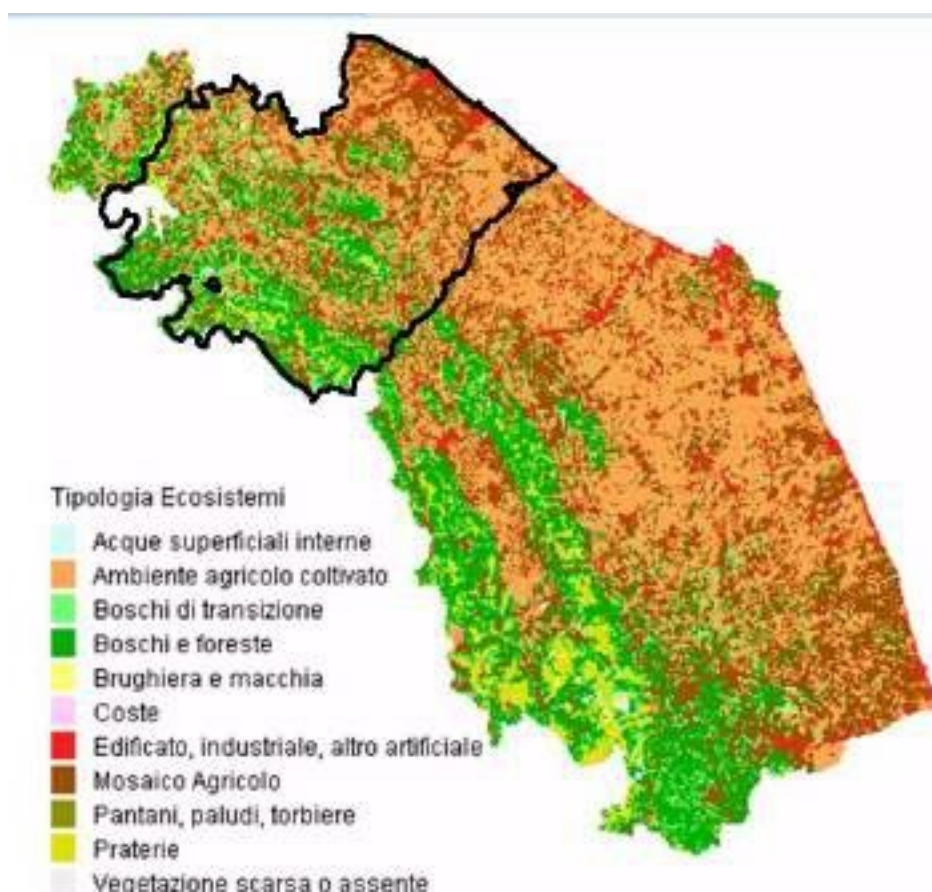 Tipologia Ecosistemi
Acque superficiali interne
Ambiente agricolo coltivato
Boschi di transizione
Boschi e foreste
Brughiera e macchia
Coste
Edificato, industriale, altro artificiale
Mosaico Agricolo
Pantani, paludi, torbiere
Praterie
Vegetazione scarsa o assente